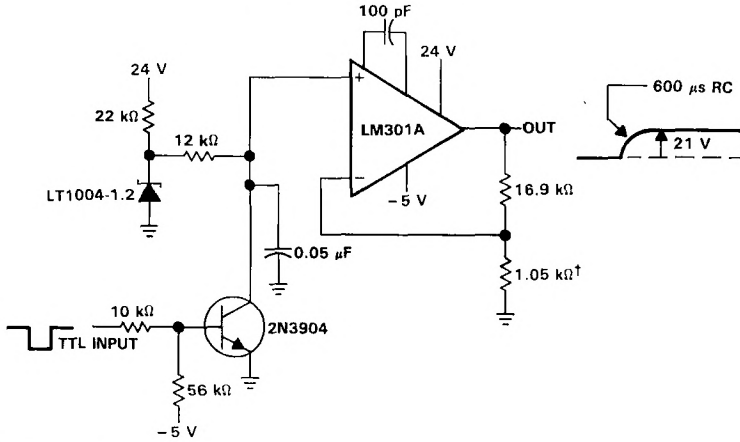 100 pF
24 V
24 V
600 μs RC
22 kΩ
+
12 kΩ
LM301A
OUT
21 V
LT1004-1.2
−
−5 V
16.9 kΩ
0.05 μF
1.05 kΩ†
10 kΩ
2N3904
TTL INPUT
56 kΩ
−5 V